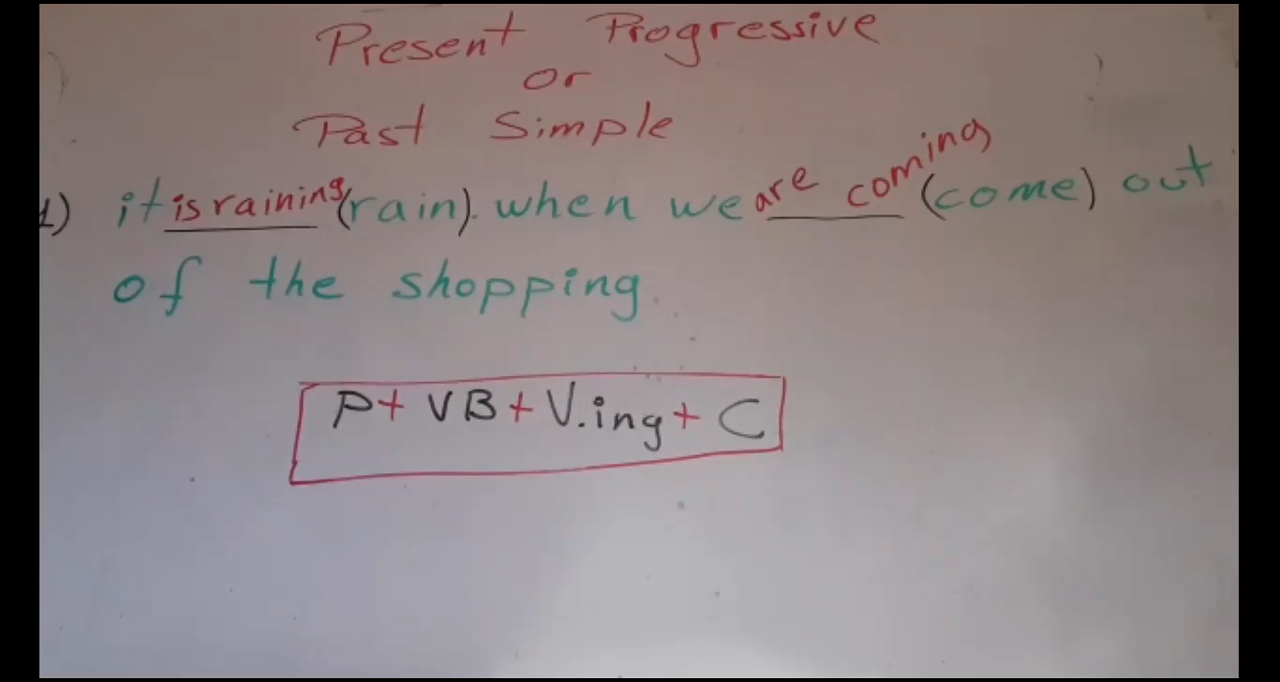 Present Progressive
or
Past Simple
1) it is raining (rain). when we are coming (come) out
of the shopping.
P + VB + V.ing + C